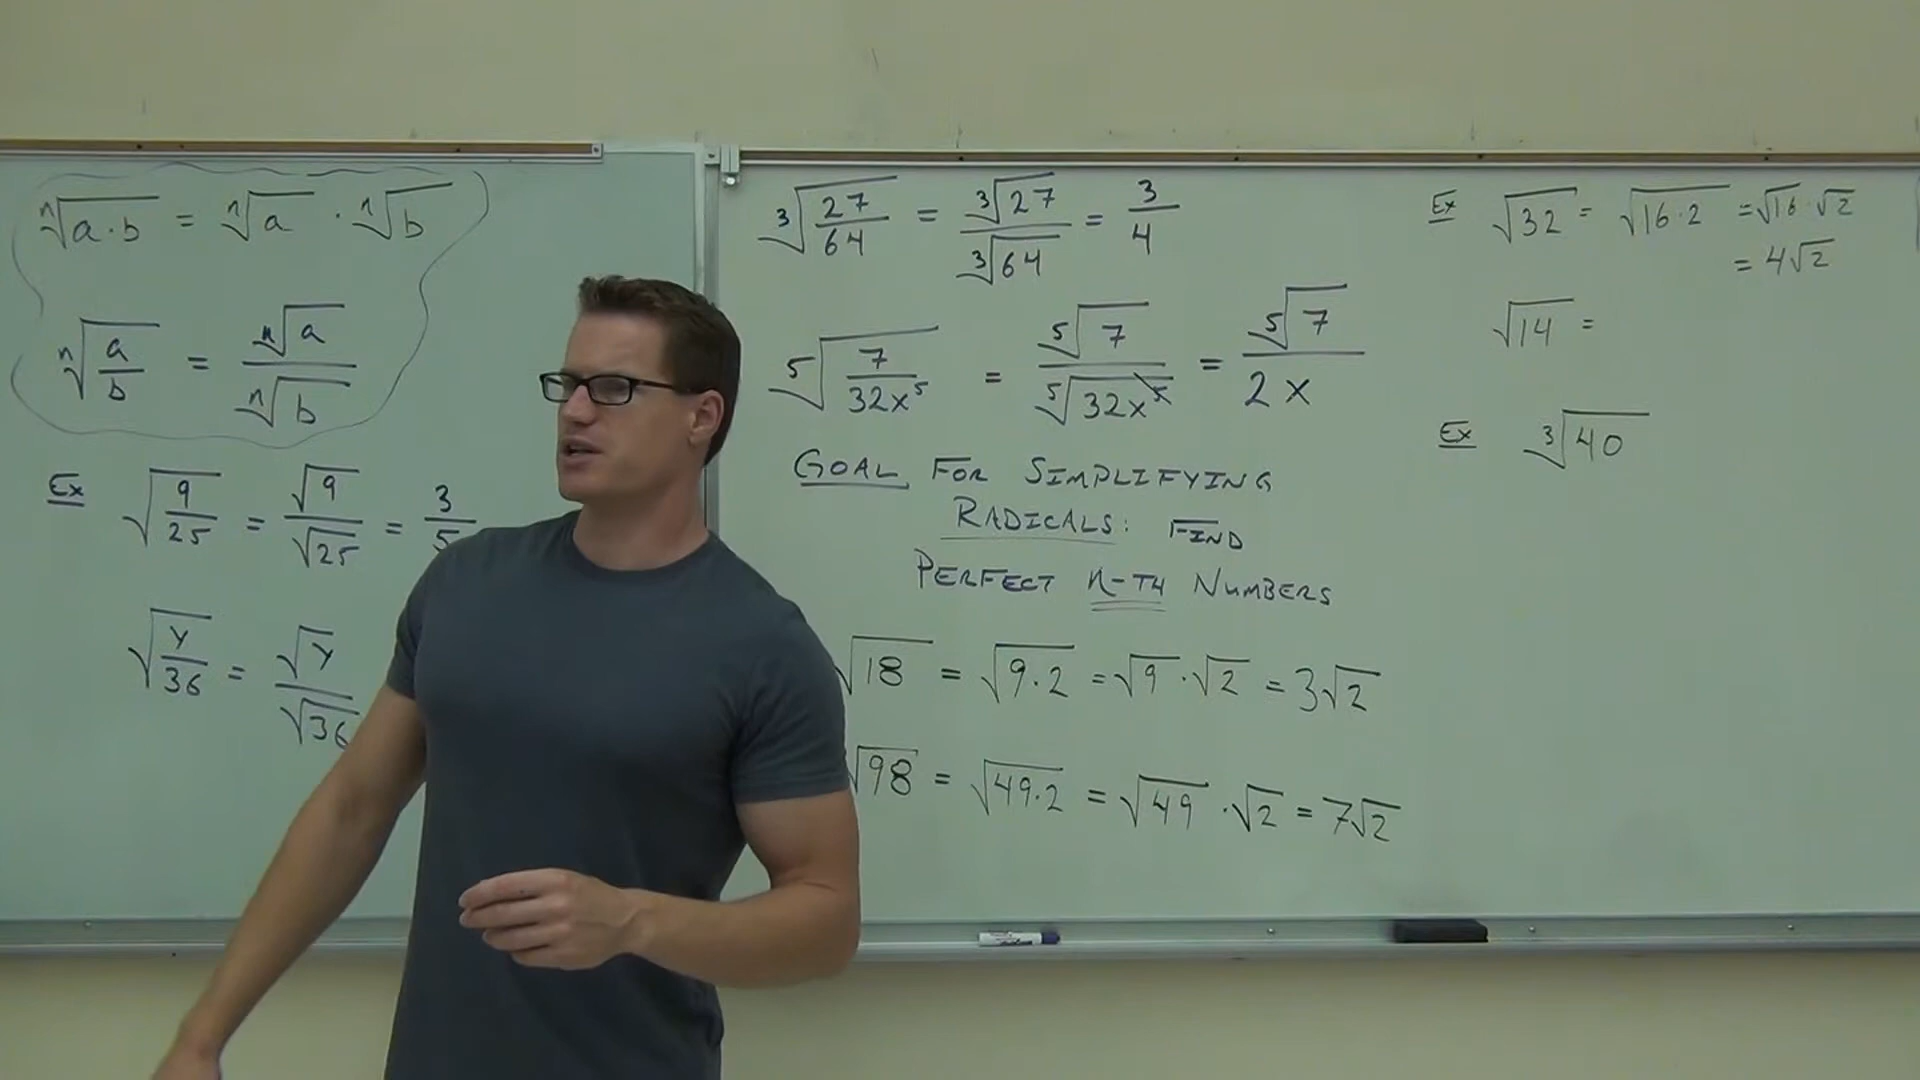 ⁿ√(a·b) = ⁿ√a · ⁿ√b
ⁿ√(a/b) = ⁿ√a / ⁿ√b
Ex √(9/25) = √9/√25 = 3/5
√(y/36) = √y/√36
³√(27/64) = ³√27/³√64 = 3/4
⁵√(7/32x⁵) = ⁵√7/⁵√32x⁵ = ⁵√7/2x
GOAL FOR SIMPLIFYING
RADICALS: FIND
PERFECT n-TH NUMBERS
√18 = √9·2 = √9·√2 = 3√2
√98 = √49·2 = √49·√2 = 7√2
Ex √32 = √16·2 = √16·√2
= 4√2
√14 =
Ex ³√40